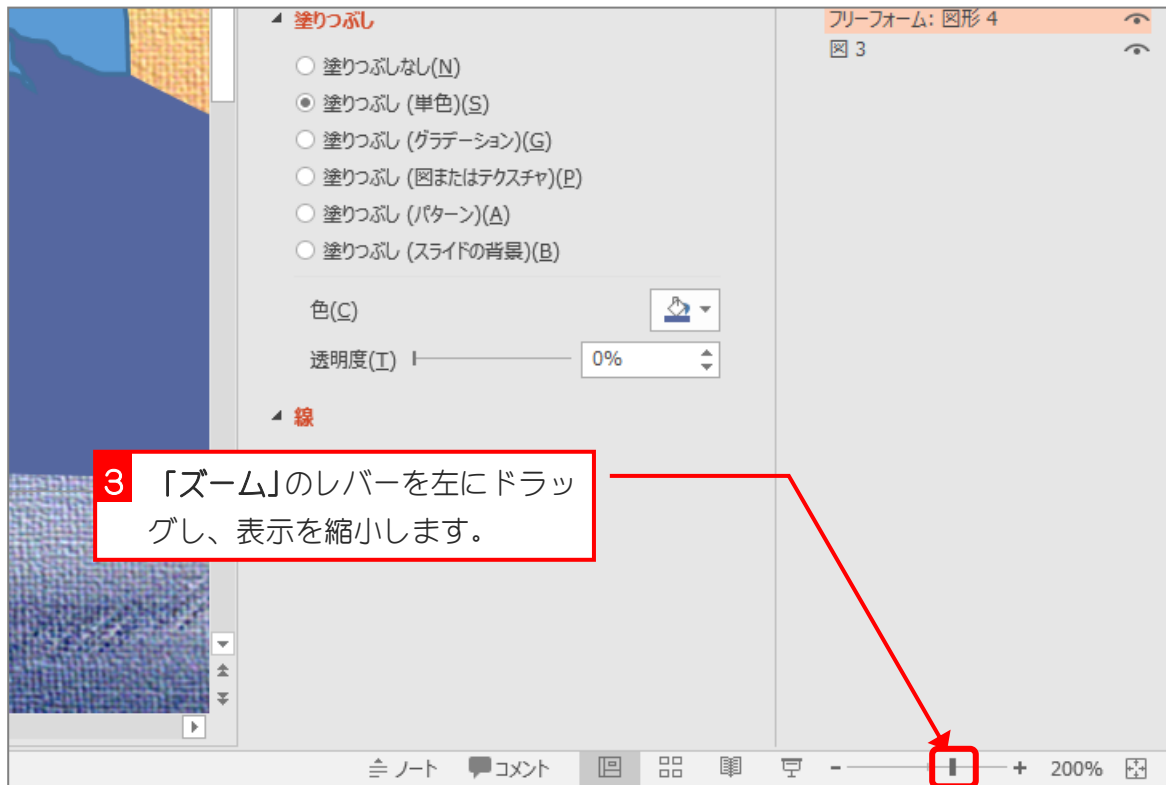 塗りつぶし
塗りつぶしなし(N)
塗りつぶし (単色)(S)
塗りつぶし (グラデーション)(G)
塗りつぶし (図またはテクスチャ)(P)
塗りつぶし (パターン)(A)
塗りつぶし (スライドの背景)(B)
色(C)
透明度(T) 0%
線
フリーフォーム: 図形 4
図 3
3 「ズーム」のレバーを左にドラッ
グし、表示を縮小します。
ノート コメント - + 200%